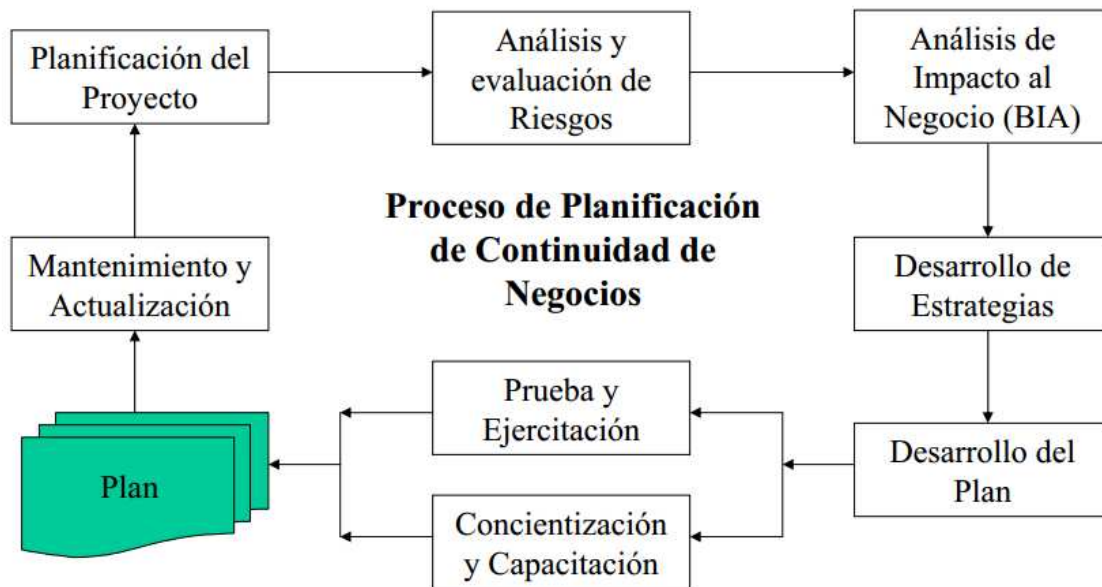 Planificación del
Proyecto
Análisis y
evaluación de
Riesgos
Análisis de
Impacto al
Negocio (BIA)
Proceso de Planificación
de Continuidad de
Negocios
Mantenimiento y
Actualización
Desarrollo de
Estrategias
Prueba y
Ejercitación
Plan
Desarrollo del
Plan
Concientización
y Capacitación